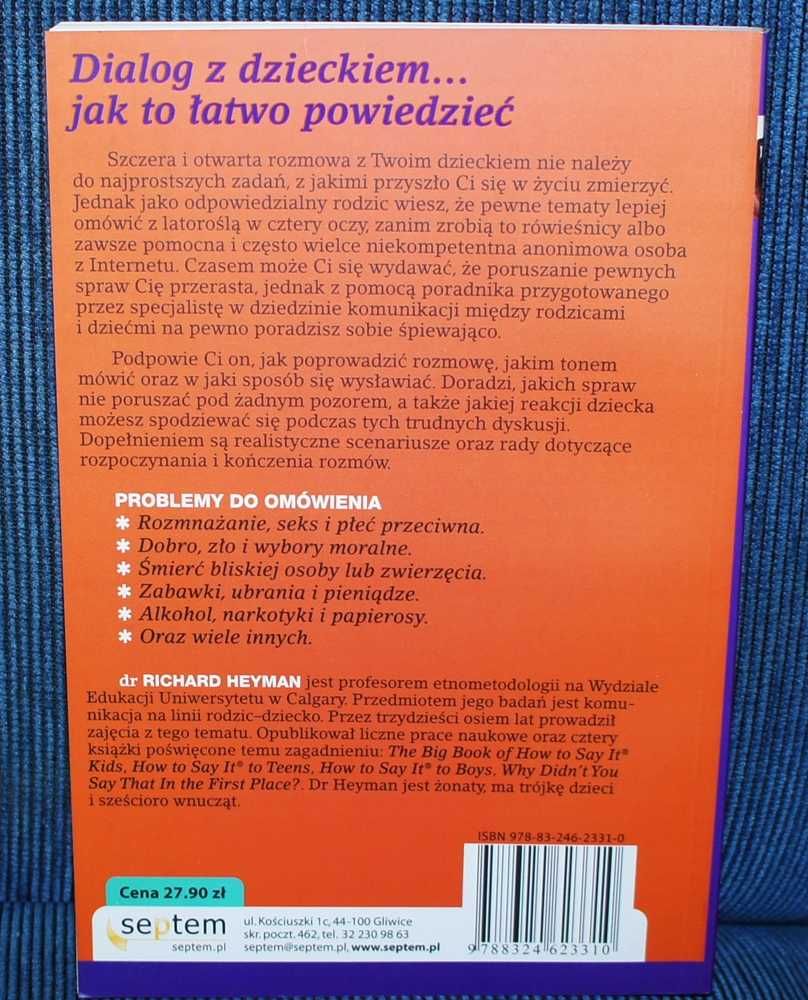 Dialog z dzieckiem...
jak to łatwo powiedzieć
Szczera i otwarta rozmowa z Twoim dzieckiem nie należy
do najprostszych zadań, z jakimi przyszło Ci się w życiu zmierzyć.
Jednak jako odpowiedzialny rodzic wiesz, że pewne tematy lepiej
omówić z latoroślą w cztery oczy, zanim zrobią to rówieśnicy albo
zawsze pomocna i często wielce niekompetentna anonimowa osoba
z Internetu. Czasem może Ci się wydawać, że poruszanie pewnych
spraw Cię przerasta, jednak z pomocą poradnika przygotowanego
przez specjalistę w dziedzinie komunikacji między rodzicami
i dziećmi na pewno poradzisz sobie śpiewająco.
Podpowie Ci on, jak poprowadzić rozmowę, jakim tonem
mówić oraz w jaki sposób się wysławiać. Doradzi, jakich spraw
nie poruszać pod żadnym pozorem, a także jakiej reakcji dziecka
możesz spodziewać się podczas tych trudnych dyskusji.
Dopełnieniem są realistyczne scenariusze oraz rady dotyczące
rozpoczynania i kończenia rozmów.
PROBLEMY DO OMÓWIENIA
✱ Rozmnażanie, seks i płeć przeciwna.
✱ Dobro, zło i wybory moralne.
✱ Śmierć bliskiej osoby lub zwierzęcia.
✱ Zabawki, ubrania i pieniądze.
✱ Alkohol, narkotyki i papierosy.
✱ Oraz wiele innych.
dr RICHARD HEYMAN jest profesorem etnometodologii na Wydziale
Edukacji Uniwersytetu w Calgary. Przedmiotem jego badań jest komu-
nikacja na linii rodzic–dziecko. Przez trzydzieści osiem lat prowadził
zajęcia z tego tematu. Opublikował liczne prace naukowe oraz cztery
książki poświęcone temu zagadnieniu: The Big Book of How to Say It®
Kids, How to Say It® to Teens, How to Say It® to Boys, Why Didn't You
Say That In the First Place?. Dr Heyman jest żonaty, ma trójkę dzieci
i sześcioro wnucząt.
ISBN 978-83-246-2331-0
Cena 27.90 zł
septem
septem.pl
ul. Kościuszki 1c, 44-100 Gliwice
skr. poczt. 462, tel. 32 230 98 63
septem@septem.pl, www.septem.pl
9 788324 623310